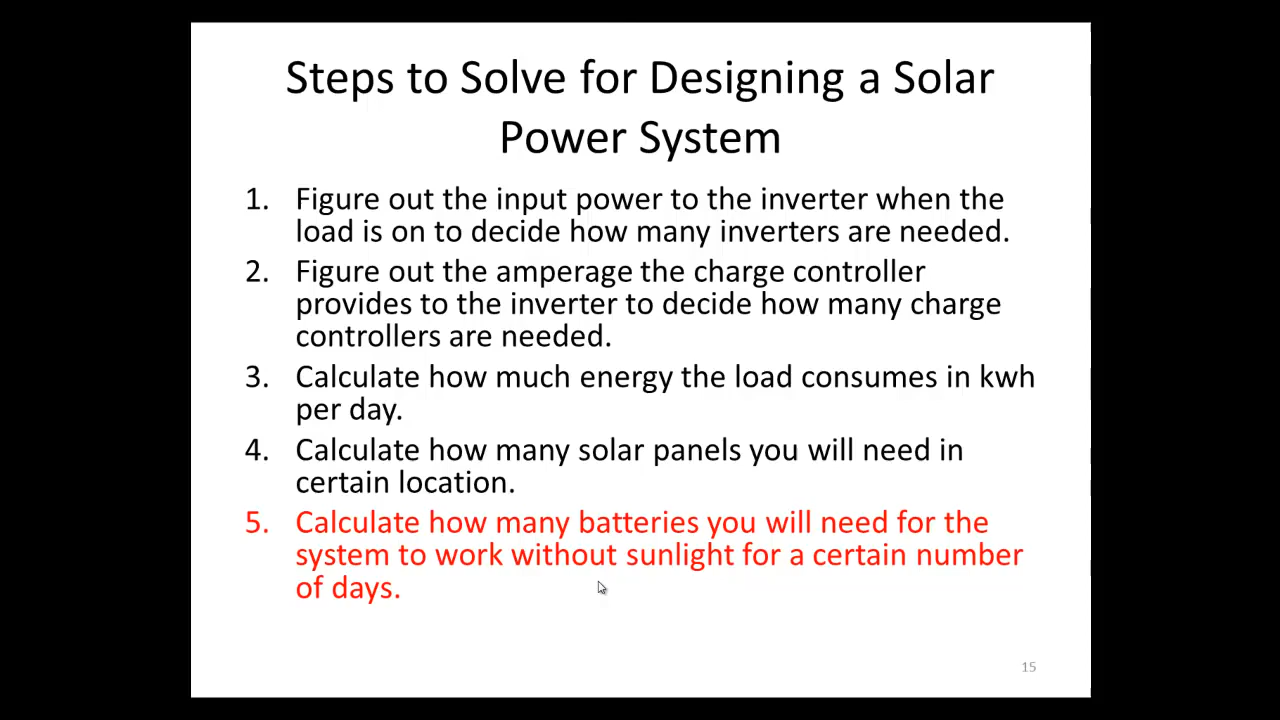 Steps to Solve for Designing a Solar
Power System
1. Figure out the input power to the inverter when the
load is on to decide how many inverters are needed.
2. Figure out the amperage the charge controller
provides to the inverter to decide how many charge
controllers are needed.
3. Calculate how much energy the load consumes in kwh
per day.
4. Calculate how many solar panels you will need in
certain location.
5. Calculate how many batteries you will need for the
system to work without sunlight for a certain number
of days.
15